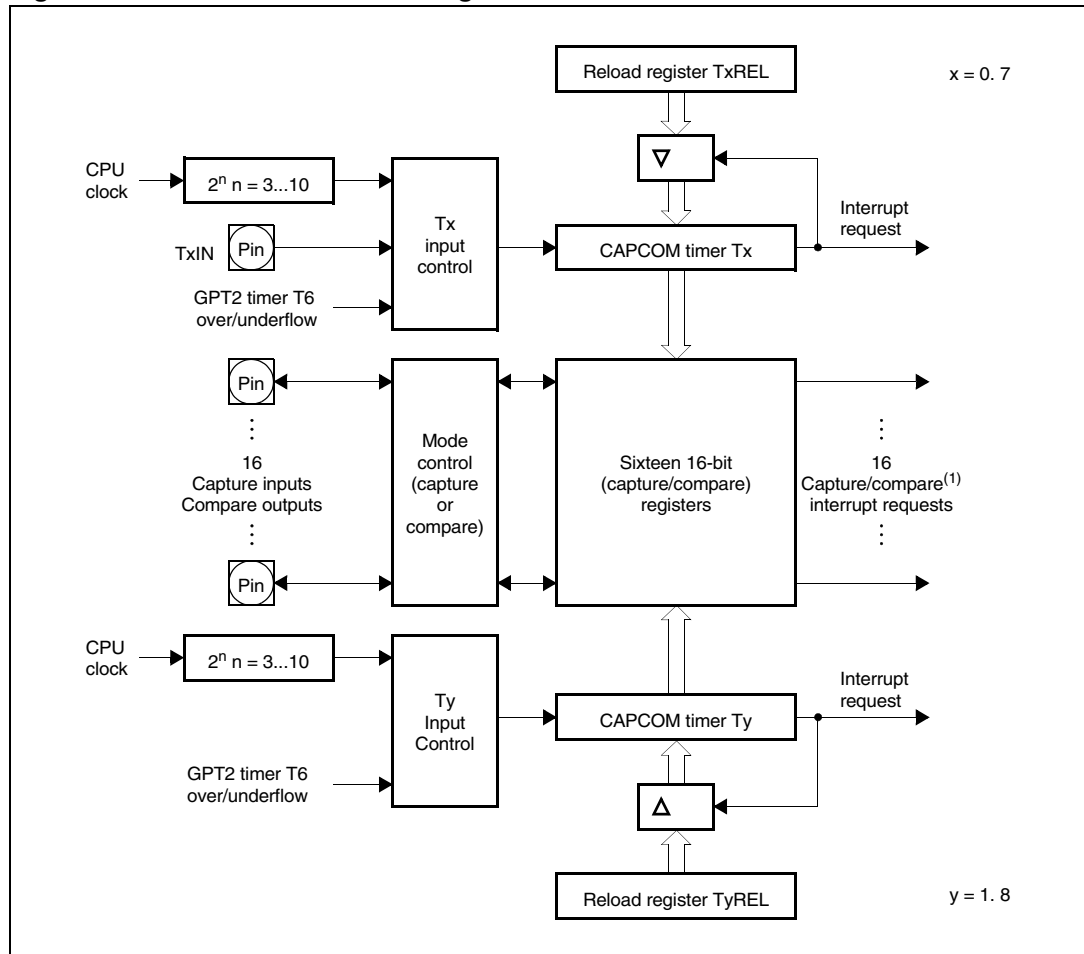 Reload register TxREL
x = 0. 7
CPU
clock
2ⁿ n = 3...10
Tx
input
control
Interrupt
request
TxIN
Pin
CAPCOM timer Tx
GPT2 timer T6
over/underflow
Pin
16
Capture inputs
Compare outputs
Pin
Mode
control
(capture
or
compare)
Sixteen 16-bit
(capture/compare)
registers
16
Capture/compare(1)
interrupt requests
CPU
clock
2ⁿ n = 3...10
Ty
Input
Control
Interrupt
request
CAPCOM timer Ty
GPT2 timer T6
over/underflow
Reload register TyREL
y = 1. 8